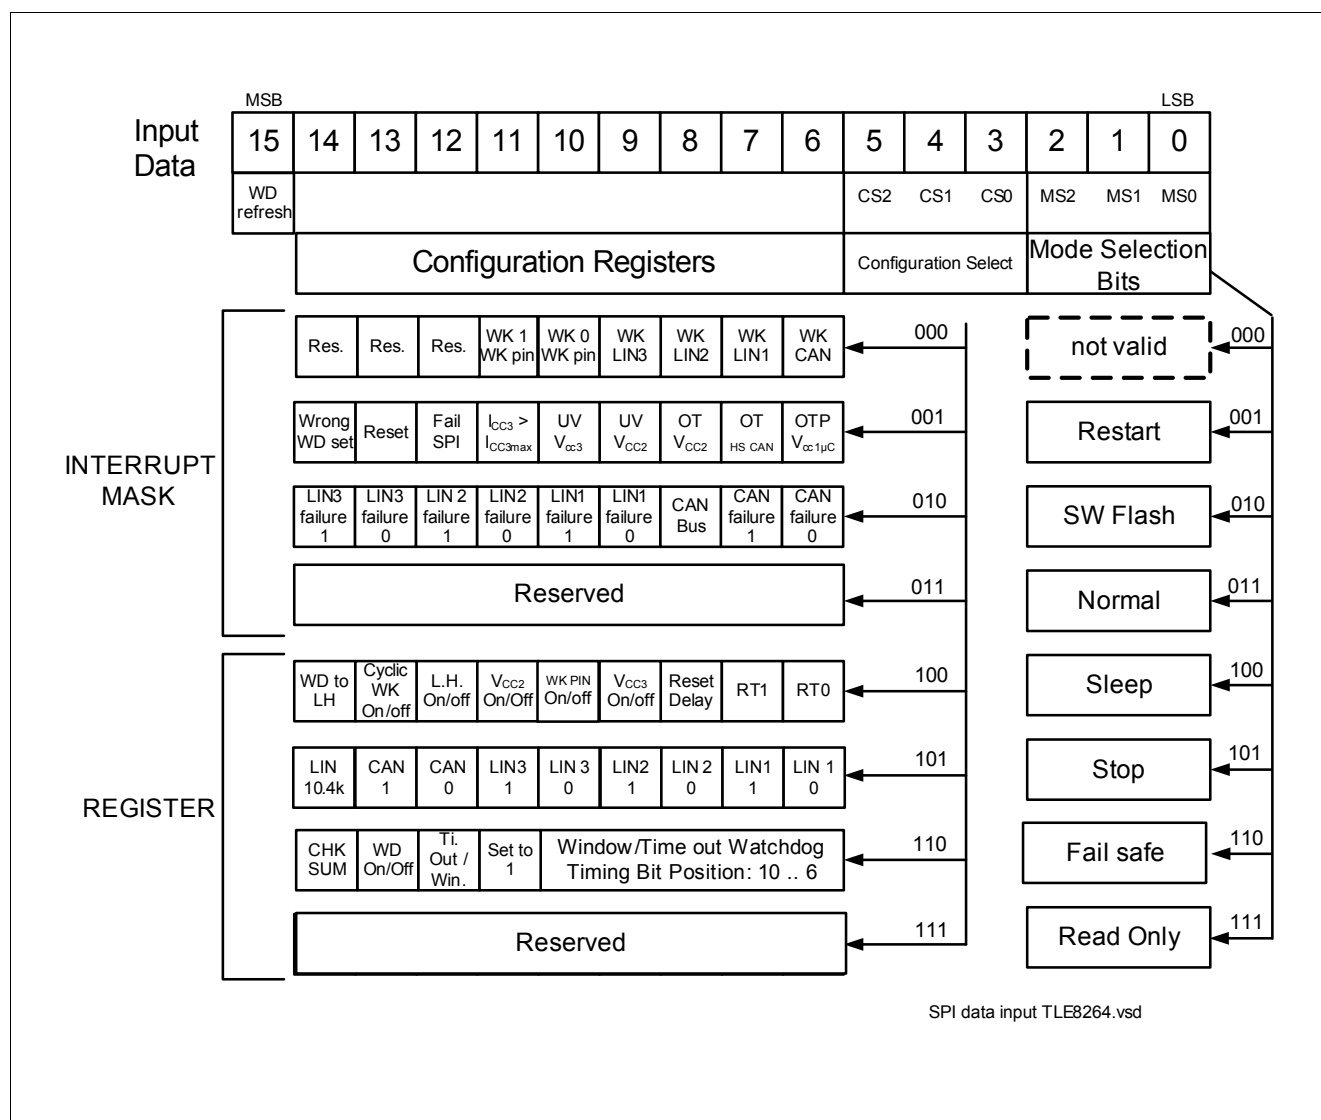 MSB LSB
Input
Data
15 14 13 12 11 10 9 8 7 6 5 4 3 2 1 0
WD
refresh
CS2 CS1 CS0 MS2 MS1 MS0
Configuration Registers
Configuration Select
Mode Selection
Bits
INTERRUPT
MASK
Res. Res. Res. WK 1 WK 0 WK WK WK WK
WK pin WK pin LIN3 LIN2 LIN1 CAN
000
not valid
000
Wrong Reset Fail ICC3 > UV UV OT OT OTP
WD set SPI ICC3max Vcc3 VCC2 VCC2 HS CAN Vcc1µC
001
Restart
001
LIN3 LIN3 LIN 2 LIN2 LIN1 LIN1 CAN CAN CAN
failure failure failure failure failure failure Bus failure failure
1 0 1 0 1 0 1 0
010
SW Flash
010
Reserved
011
Normal
011
REGISTER
WD to Cyclic L.H. VCC2 WK PIN VCC3 Reset RT1 RT0
LH WK On/off On/Off On/off On/off Delay
On/off
100
Sleep
100
LIN CAN CAN LIN3 LIN 3 LIN2 LIN 2 LIN1 LIN 1
10.4k 1 0 1 0 1 0 1 0
101
Stop
101
CHK WD Ti. Set to Window/Time out Watchdog
SUM On/Off Out / 1 Timing Bit Position: 10 .. 6
Win.
110
Fail safe
110
Reserved
111
Read Only
111
SPI data input TLE8264.vsd